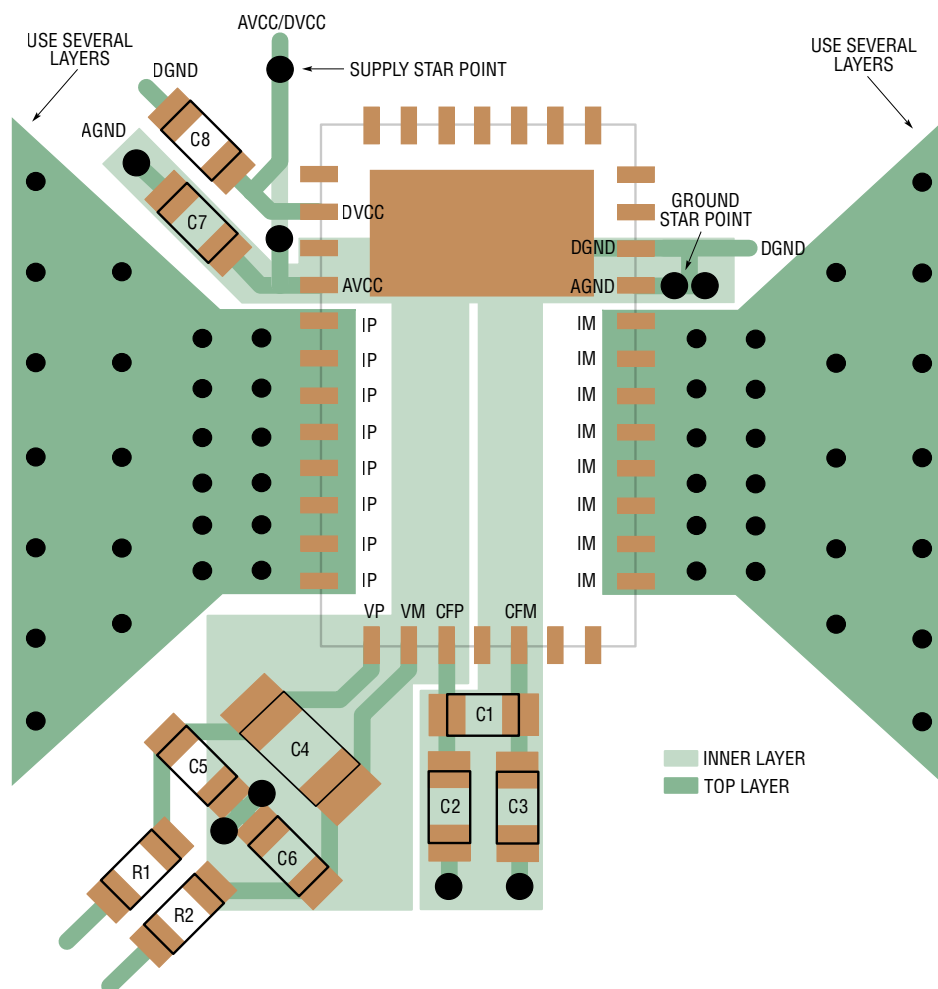 AVCC/DVCC
USE SEVERAL
LAYERS
USE SEVERAL
LAYERS
DGND
SUPPLY STAR POINT
AGND
C8
C7
DVCC
GROUND
STAR POINT
DGND
DGND
AVCC
AGND
IP
IM
IP
IM
IP
IM
IP
IM
IP
IM
IP
IM
IP
IM
IP
IM
VP
VM
CFP
CFM
C1
C4
C5
INNER LAYER
TOP LAYER
C2
C3
C6
R1
R2